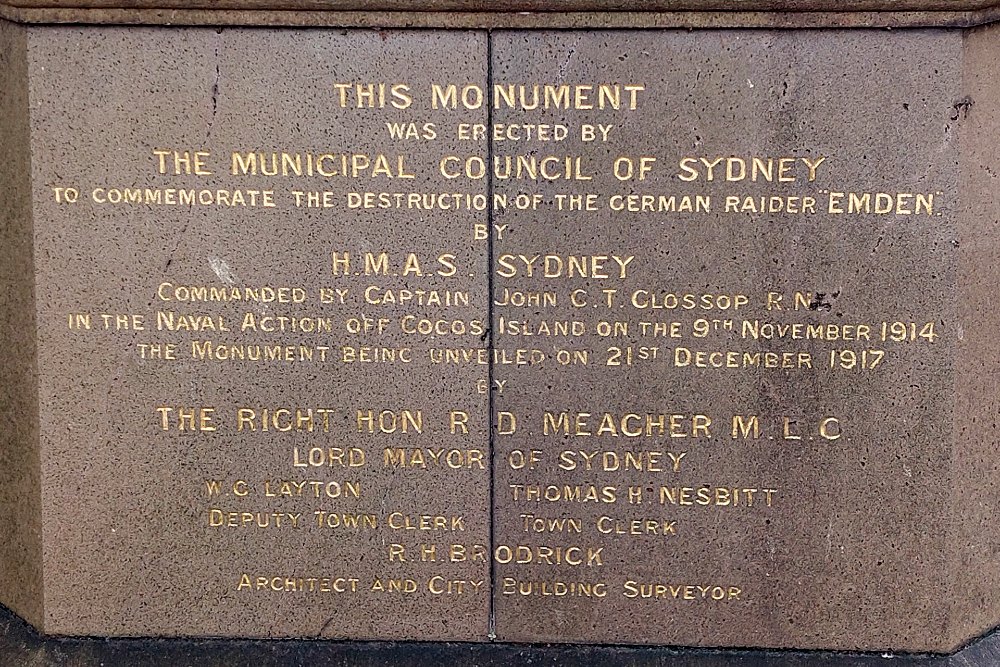 THIS MONUMENT
WAS ERECTED BY
THE MUNICIPAL COUNCIL OF SYDNEY
TO COMMEMORATE THE DESTRUCTION OF THE GERMAN RAIDER "EMDEN"
BY
H.M.A.S. SYDNEY
COMMANDED BY CAPTAIN JOHN C.T. CLOSSOP R.N.
IN THE NAVAL ACTION OFF COCOS ISLAND ON THE 9TH NOVEMBER 1914
THE MONUMENT BEING UNVEILED ON 21ST DECEMBER 1917
BY
THE RIGHT HON R D MEACHER M.L.C.
LORD MAYOR OF SYDNEY
W.G LAYTON THOMAS H. NESBITT
DEPUTY TOWN CLERK TOWN CLERK
R.H. BRODRICK
ARCHITECT AND CITY BUILDING SURVEYOR